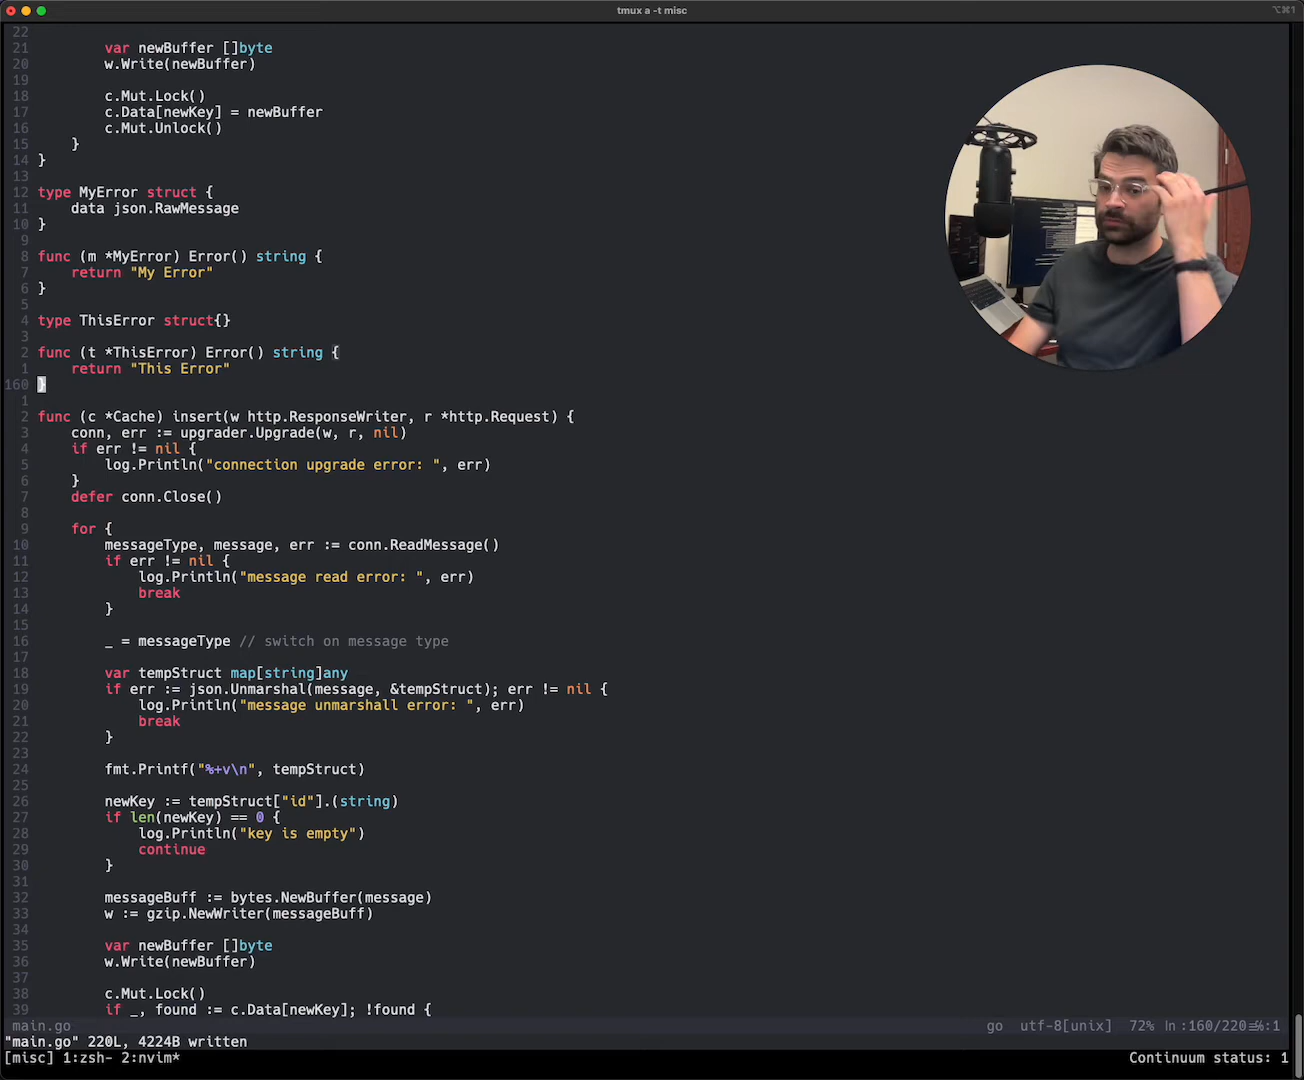 tmux a -t misc
⌥⌘1
22
21 var newBuffer []byte
20 w.Write(newBuffer)
19
18 c.Mut.Lock()
17 c.Data[newKey] = newBuffer
16 c.Mut.Unlock()
15 }
14 }
13
12 type MyError struct {
11 data json.RawMessage
10 }
9
8 func (m *MyError) Error() string {
7 return "My Error"
6 }
5
4 type ThisError struct{}
3
2 func (t *ThisError) Error() string {
1 return "This Error"
160 }
1
2 func (c *Cache) insert(w http.ResponseWriter, r *http.Request) {
3 conn, err := upgrader.Upgrade(w, r, nil)
4 if err != nil {
5 log.Println("connection upgrade error: ", err)
6 }
7 defer conn.Close()
8
9 for {
10 messageType, message, err := conn.ReadMessage()
11 if err != nil {
12 log.Println("message read error: ", err)
13 break
14 }
15
16 _ = messageType // switch on message type
17
18 var tempStruct map[string]any
19 if err := json.Unmarshal(message, &tempStruct); err != nil {
20 log.Println("message unmarshall error: ", err)
21 break
22 }
23
24 fmt.Printf("%+v\n", tempStruct)
25
26 newKey := tempStruct["id"].(string)
27 if len(newKey) == 0 {
28 log.Println("key is empty")
29 continue
30 }
31
32 messageBuff := bytes.NewBuffer(message)
33 w := gzip.NewWriter(messageBuff)
34
35 var newBuffer []byte
36 w.Write(newBuffer)
37
38 c.Mut.Lock()
39 if _, found := c.Data[newKey]; !found {
main.go go utf-8[unix] 72% ln :160/220 :1
"main.go" 220L, 4224B written
[misc] 1:zsh- 2:nvim* Continuum status: 1